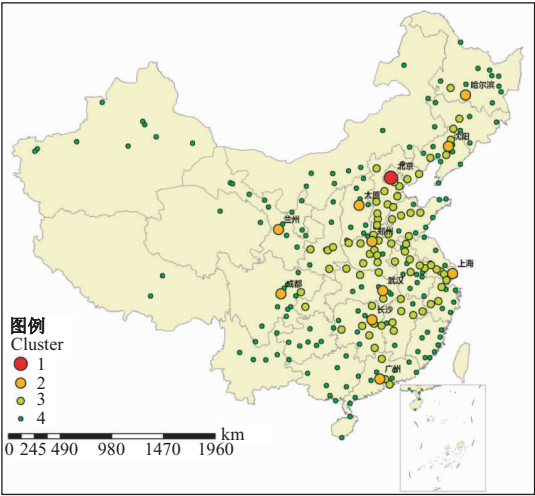 哈尔滨
沈阳
北京
太原
兰州
郑州
上海
成都
武汉
长沙
广州
图例
Cluster
1
2
3
4
km
0 245 490 980 1470 1960